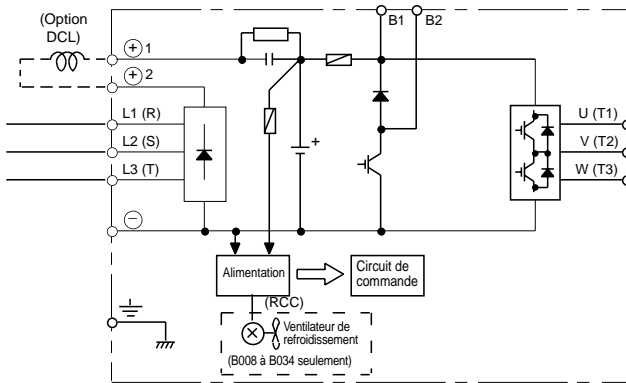 (Option
DCL)
B1
B2
+ 1
+ 2
L1 (R)
L2 (S)
L3 (T)
−
+
U (T1)
V (T2)
W (T3)
Alimentation
Circuit de
commande
(RCC)
Ventilateur de
refroidissement
(B008 à B034 seulement)